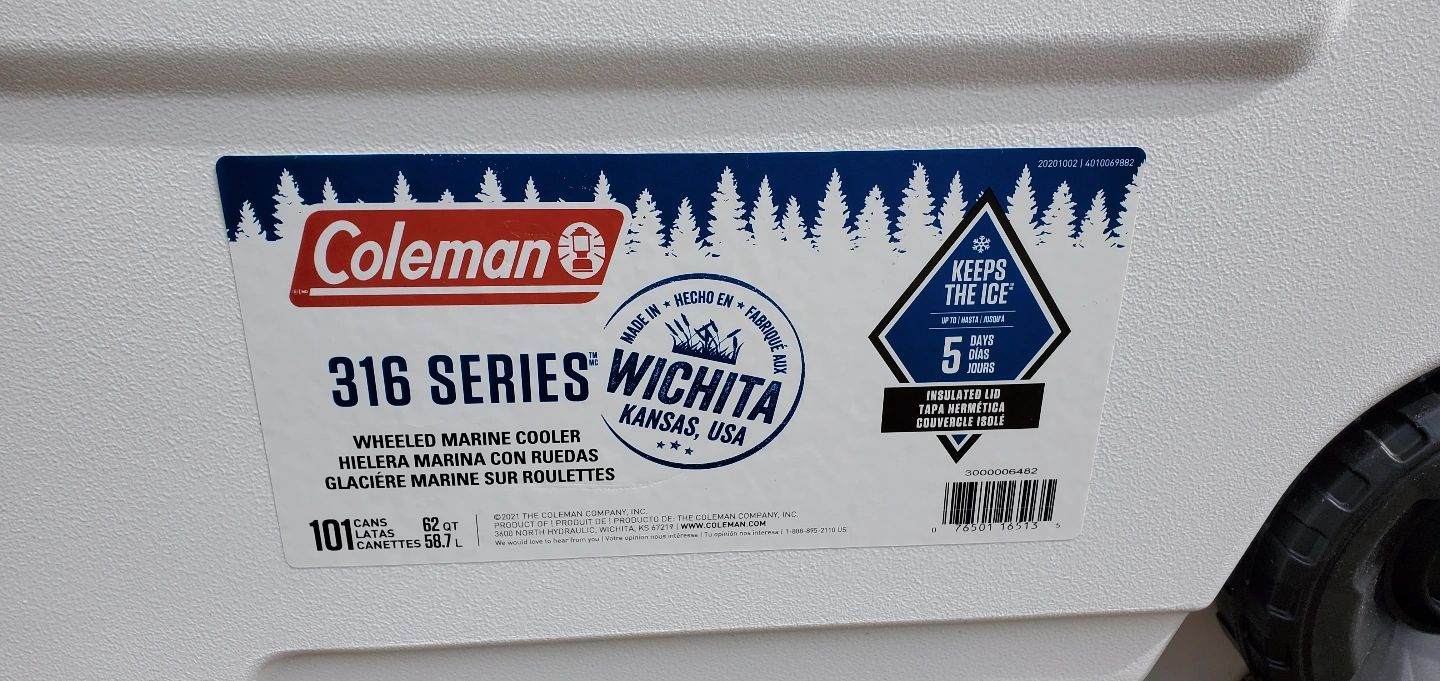 20201002 | 4010069882
Coleman
316 SERIES™ MC
WHEELED MARINE COOLER
HIELERA MARINA CON RUEDAS
GLACIÉRE MARINE SUR ROULETTES
MADE IN ★ HECHO EN ★ FABRIQUÉ AUX
WICHITA
KANSAS, USA
KEEPS
THE ICE
UP TO | HASTA | JUSQU'À
5 DAYS
DÍAS
JOURS
INSULATED LID
TAPA HERMÉTICA
COUVERCLE ISOLÉ
3000006482
0 76501 16513 5
101 CANS
LATAS
CANETTES
62 QT
58.7 L
©2021 THE COLEMAN COMPANY, INC.
PRODUCT OF | PRODUIT DE | PRODUCTO DE: THE COLEMAN COMPANY, INC.
3600 NORTH HYDRAULIC, WICHITA, KS 67219 | WWW.COLEMAN.COM
We would love to hear from you | Votre opinion nous intéresse | Tu opinión nos interesa | 1-888-895-2110 US